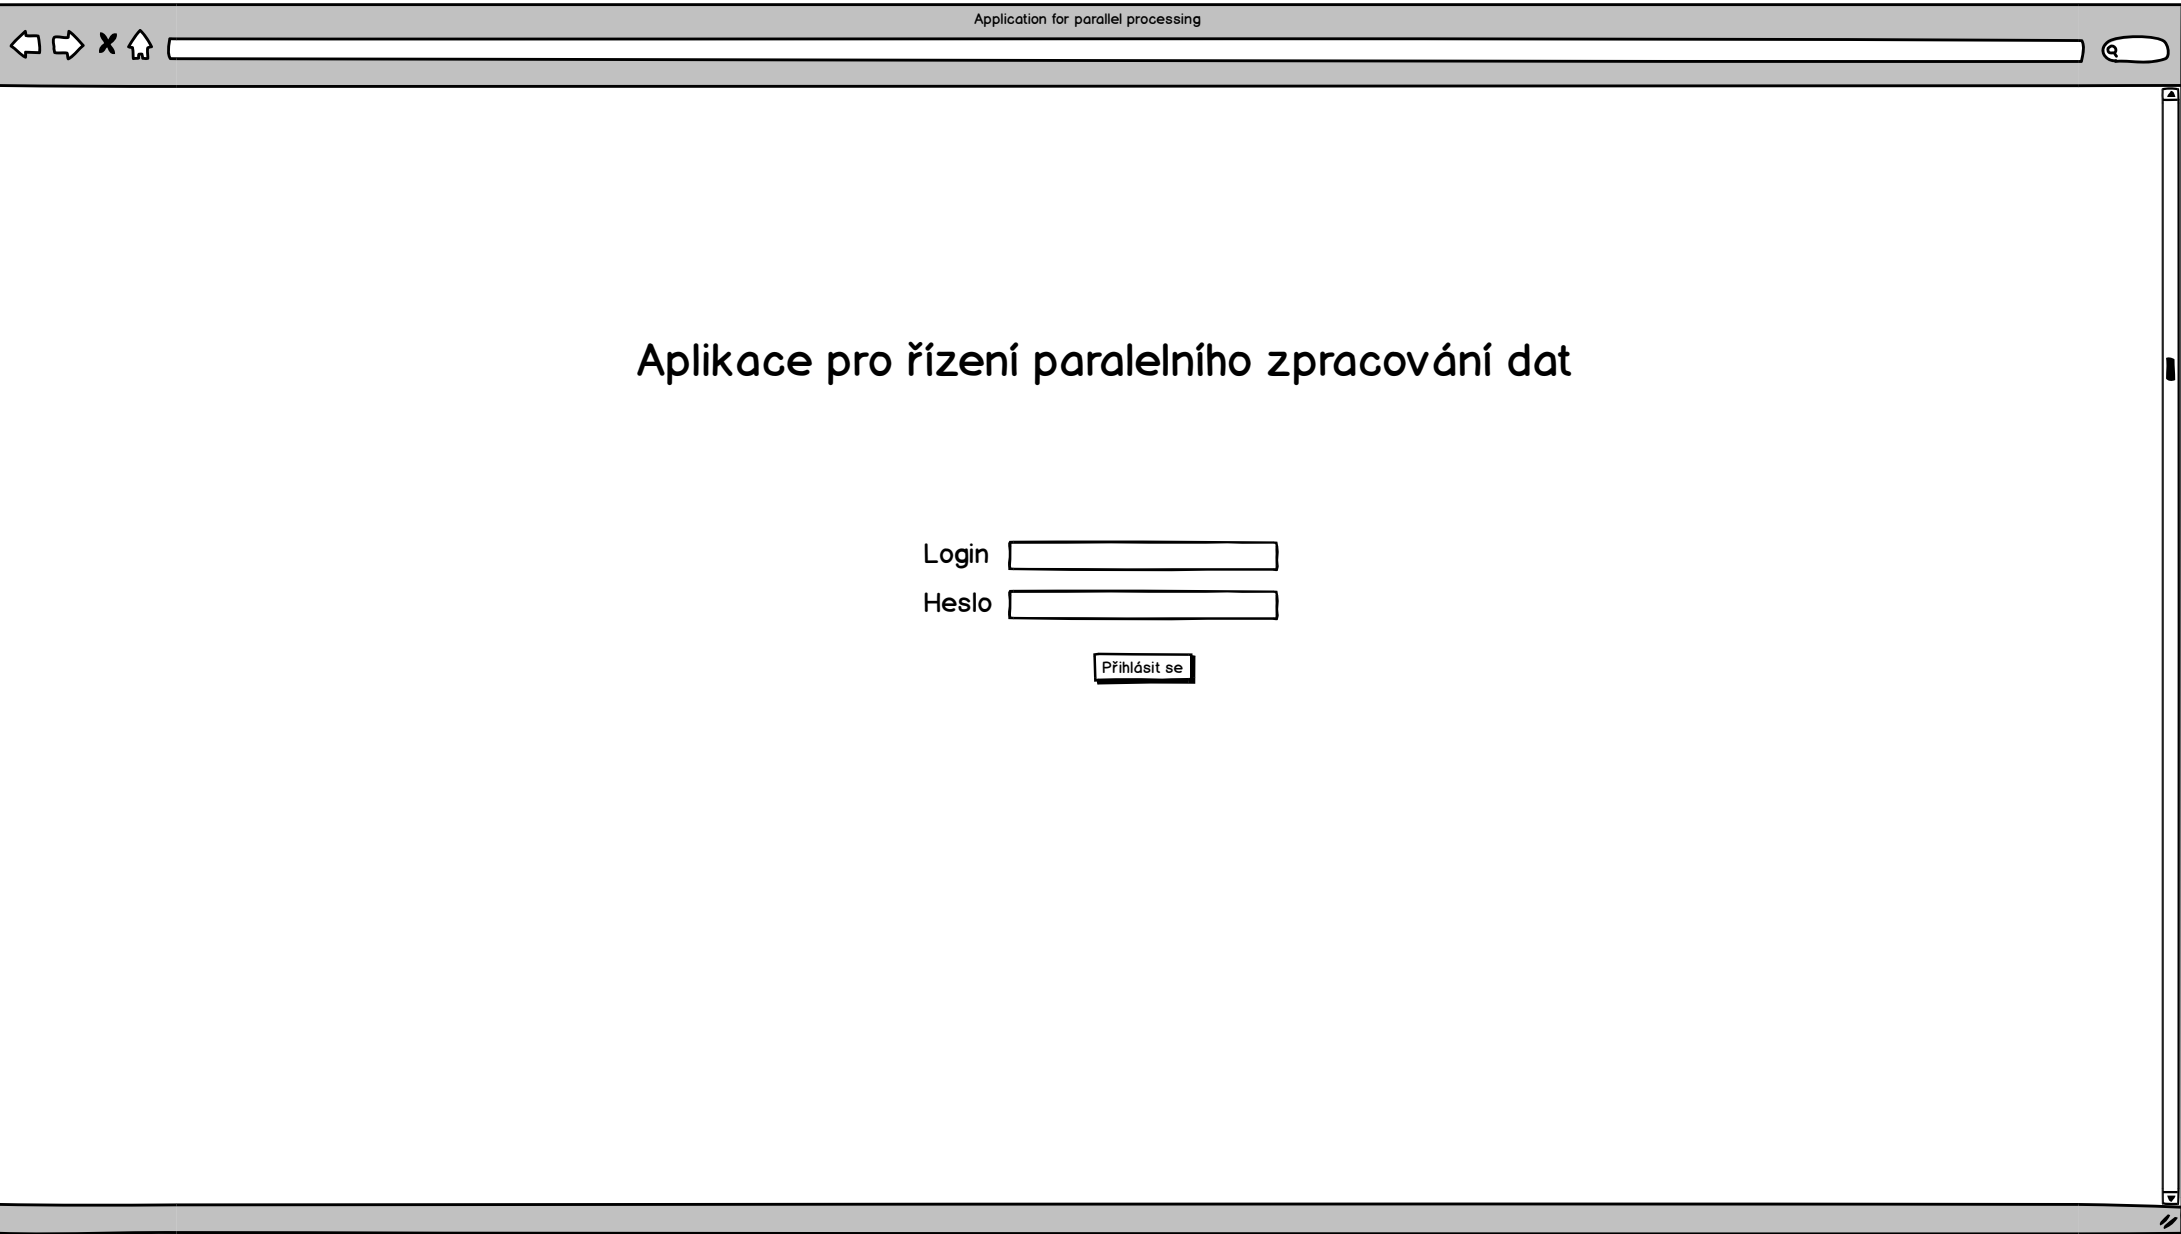 Application for parallel processing
Aplikace pro řízení paralelního zpracování dat
Login
Heslo
Přihlásit se